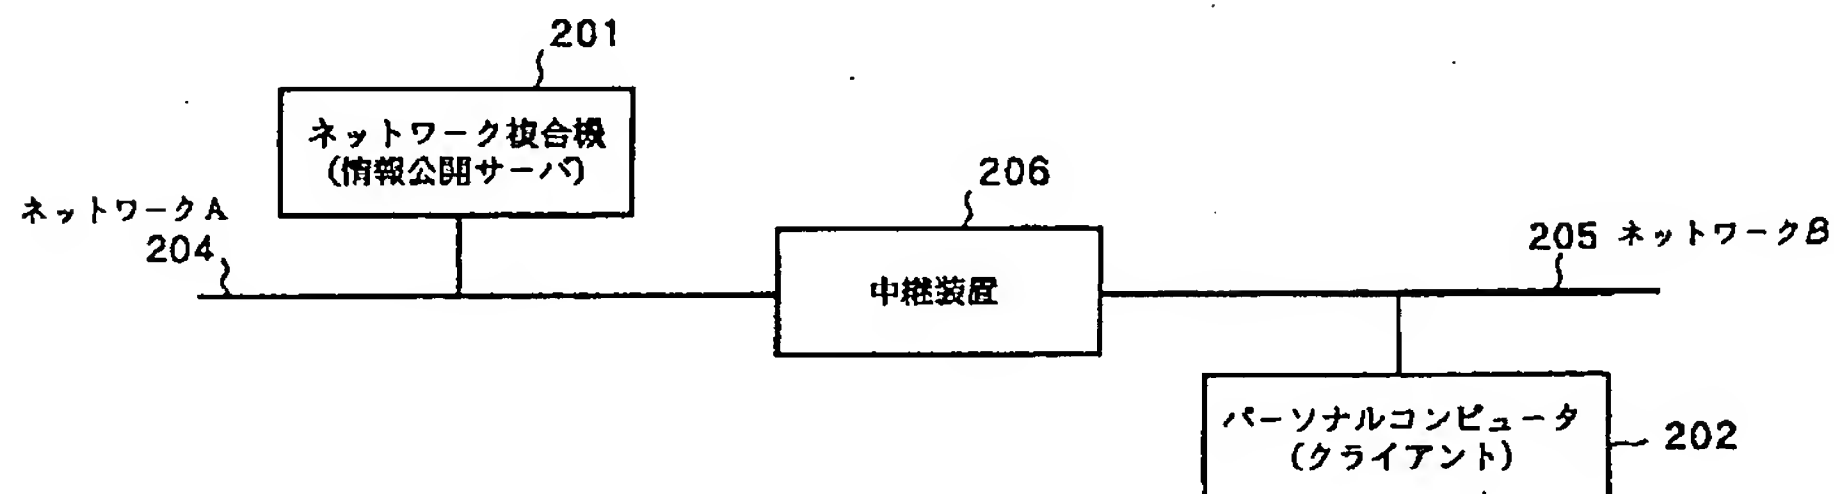 201
ネットワーク複合機
(情報公開サーバ)
206
ネットワークA
204
205 ネットワークB
中継装置
パーソナルコンピュータ
(クライアント)
202